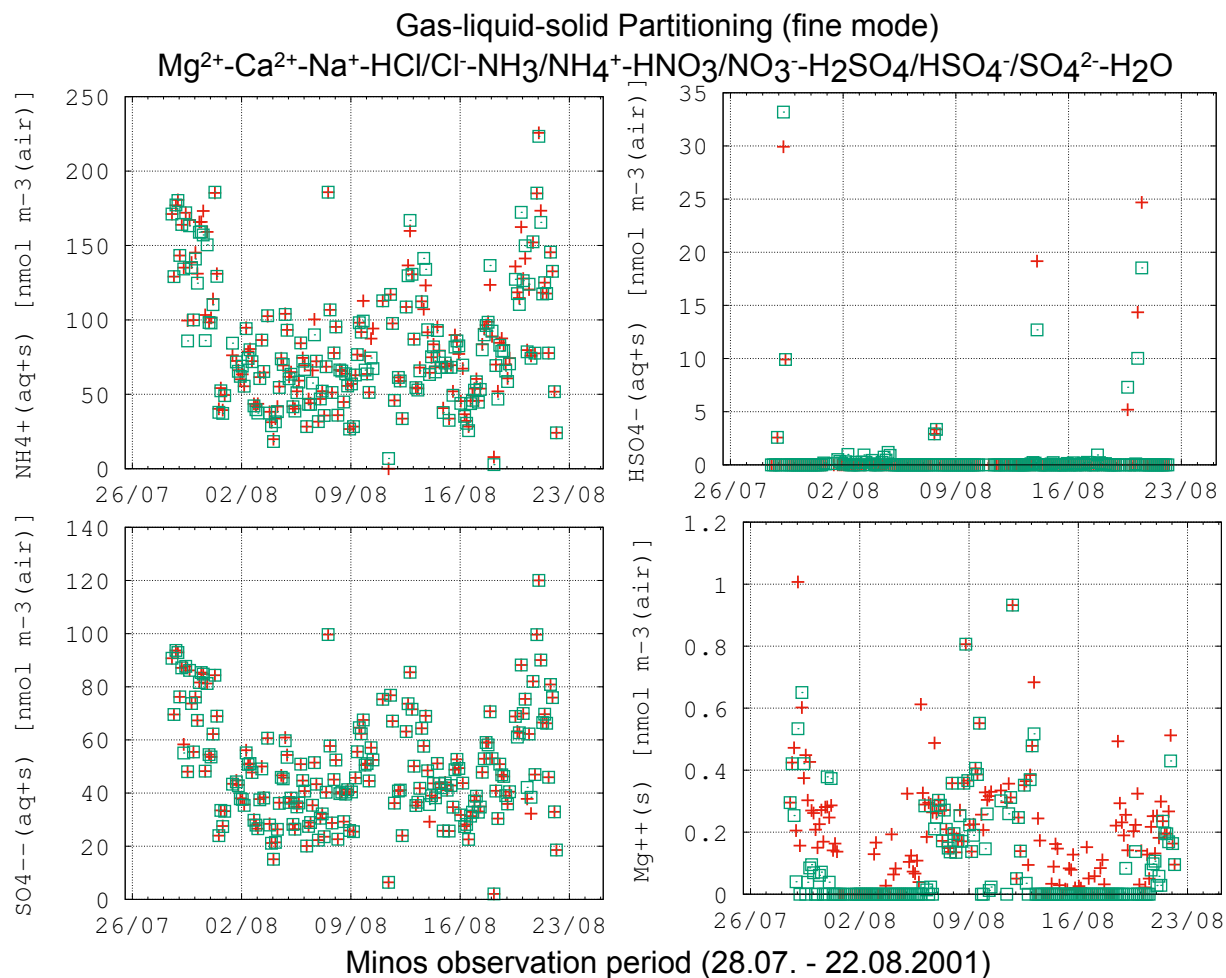 Gas-liquid-solid Partitioning (fine mode)
Mg2+-Ca2+-Na+-HCl/Cl--NH3/NH4+-HNO3/NO3--H2SO4/HSO4-/SO42--H2O
NH4+(aq+s) [nmol m-3(air)]
250
200
150
100
50
0
26/07 02/08 09/08 16/08 23/08
HSO4-(aq+s) [nmol m-3(air)]
35
30
25
20
15
10
5
0
26/07 02/08 09/08 16/08 23/08
SO4--(aq+s) [nmol m-3(air)]
140
120
100
80
60
40
20
0
26/07 02/08 09/08 16/08 23/08
Mg++(s) [nmol m-3(air)]
1.2
1
0.8
0.6
0.4
0.2
0
26/07 02/08 09/08 16/08 23/08
Minos observation period (28.07. - 22.08.2001)